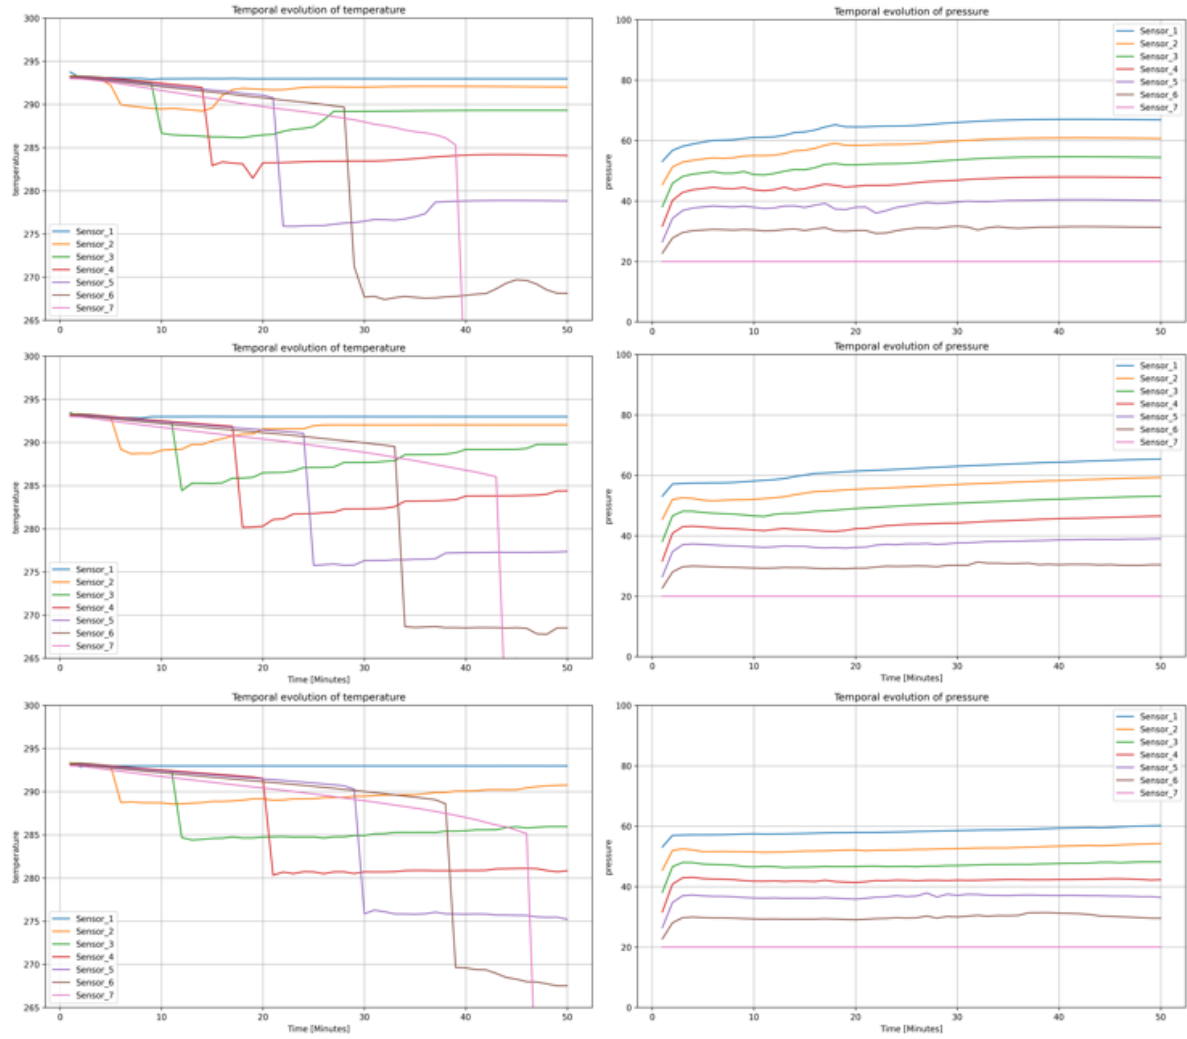 Temporal evolution of temperature
300
295
290
285
280
275
270
265
temperature
Sensor_1
Sensor_2
Sensor_3
Sensor_4
Sensor_5
Sensor_6
Sensor_7
0 10 20 30 40 50
Temporal evolution of pressure
100
80
60
40
20
0
pressure
Sensor_1
Sensor_2
Sensor_3
Sensor_4
Sensor_5
Sensor_6
Sensor_7
0 10 20 30 40 50
Temporal evolution of temperature
300
295
290
285
280
275
270
265
temperature
Sensor_1
Sensor_2
Sensor_3
Sensor_4
Sensor_5
Sensor_6
Sensor_7
0 10 20 30 40 50
Time [Minutes]
Temporal evolution of pressure
100
80
60
40
20
0
pressure
Sensor_1
Sensor_2
Sensor_3
Sensor_4
Sensor_5
Sensor_6
Sensor_7
0 10 20 30 40 50
Time [Minutes]
Temporal evolution of temperature
300
295
290
285
280
275
270
265
temperature
Sensor_1
Sensor_2
Sensor_3
Sensor_4
Sensor_5
Sensor_6
Sensor_7
0 10 20 30 40 50
Time [Minutes]
Temporal evolution of pressure
100
80
60
40
20
0
pressure
Sensor_1
Sensor_2
Sensor_3
Sensor_4
Sensor_5
Sensor_6
Sensor_7
0 10 20 30 40 50
Time [Minutes]